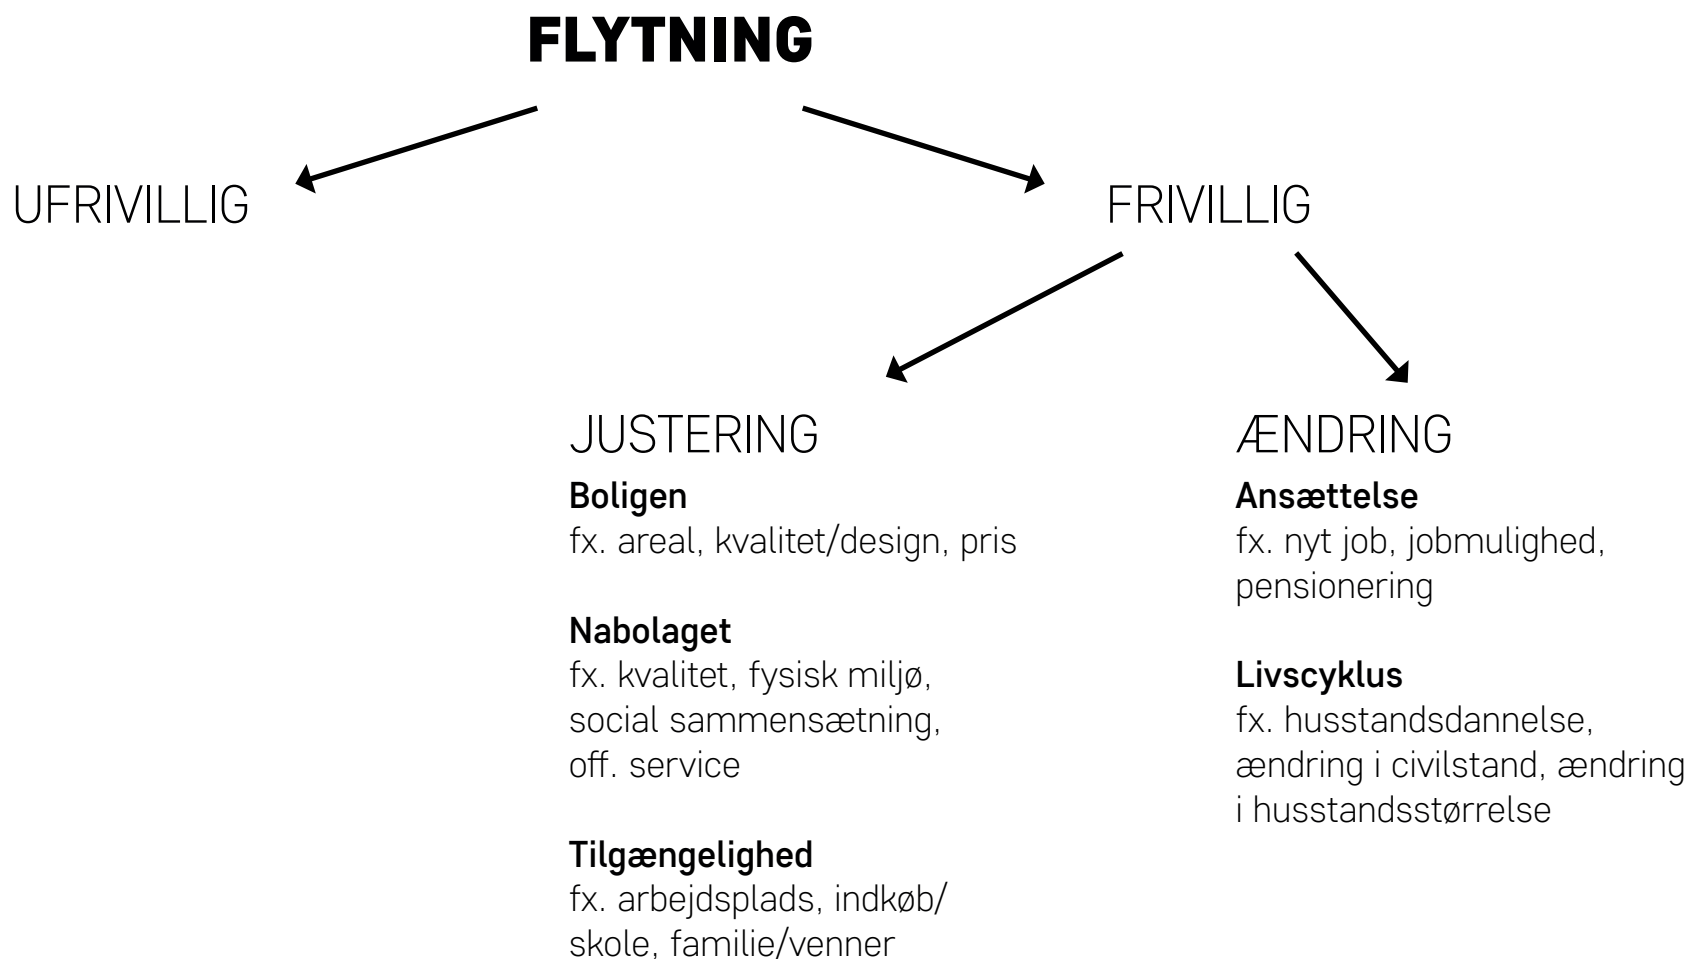 FLYTNING
UFRIVILLIG
FRIVILLIG
JUSTERING
Boligen
fx. areal, kvalitet/design, pris
Nabolaget
fx. kvalitet, fysisk miljø,
social sammensætning,
off. service
Tilgængelighed
fx. arbejdsplads, indkøb/
skole, familie/venner
ÆNDRING
Ansættelse
fx. nyt job, jobmulighed,
pensionering
Livscyklus
fx. husstandsdannelse,
ændring i civilstand, ændring
i husstandsstørrelse